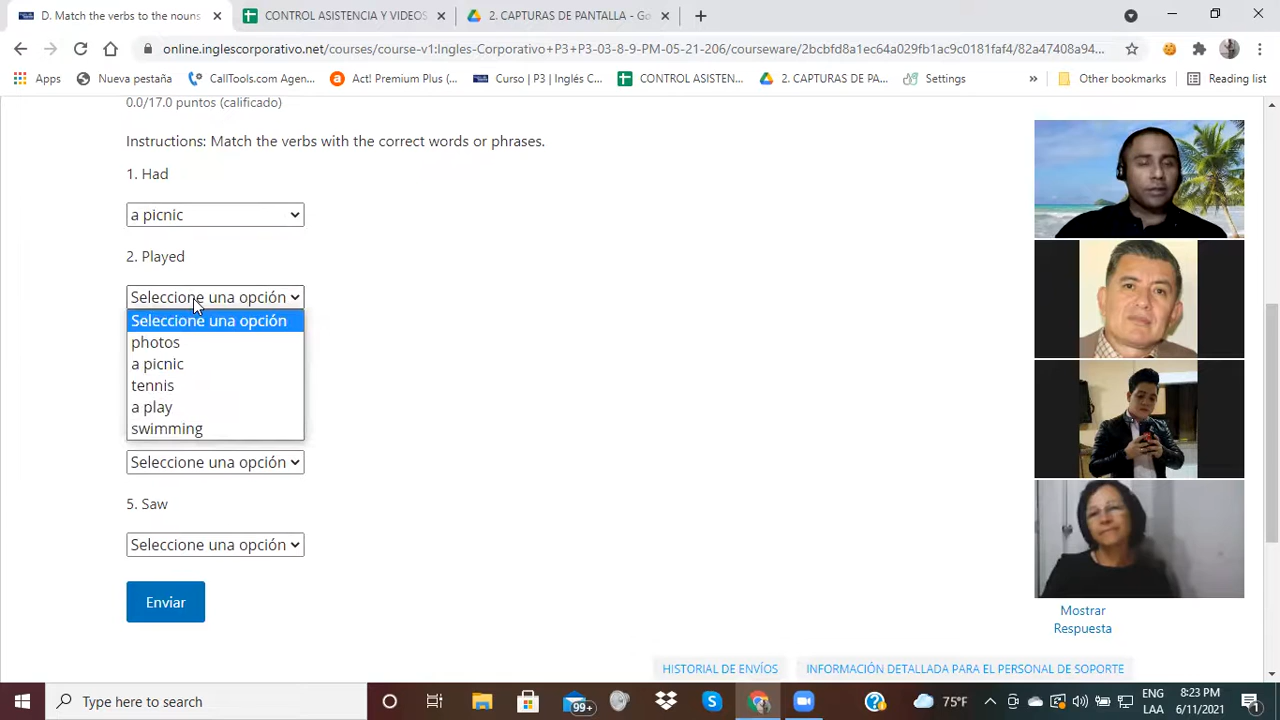 D. Match the verbs to the nouns
CONTROL ASISTENCIA Y VIDEOS
2. CAPTURAS DE PANTALLA - Go
online.inglescorporativo.net/courses/course-v1:Ingles-Corporativo+P3+P3-03-8-9-PM-05-21-206/courseware/2bcbfd8a1ec64a029fb1ac9c0181faf4/82a47408a94...
Apps
Nueva pestaña
CallTools.com Agen...
Act! Premium Plus (...
Curso | P3 | Inglés C...
CONTROL ASISTEN...
2. CAPTURAS DE PA...
Settings
»
Other bookmarks
Reading list
0.0/17.0 puntos (calificado)
Instructions: Match the verbs with the correct words or phrases.
1. Had
a picnic
2. Played
Seleccione una opción
Seleccione una opción
photos
a picnic
tennis
a play
swimming
Seleccione una opción
5. Saw
Seleccione una opción
Enviar
Mostrar
Respuesta
HISTORIAL DE ENVÍOS
INFORMACIÓN DETALLADA PARA EL PERSONAL DE SOPORTE
Type here to search
99+
75°F
ENG
LAA
8:23 PM
6/11/2021
1